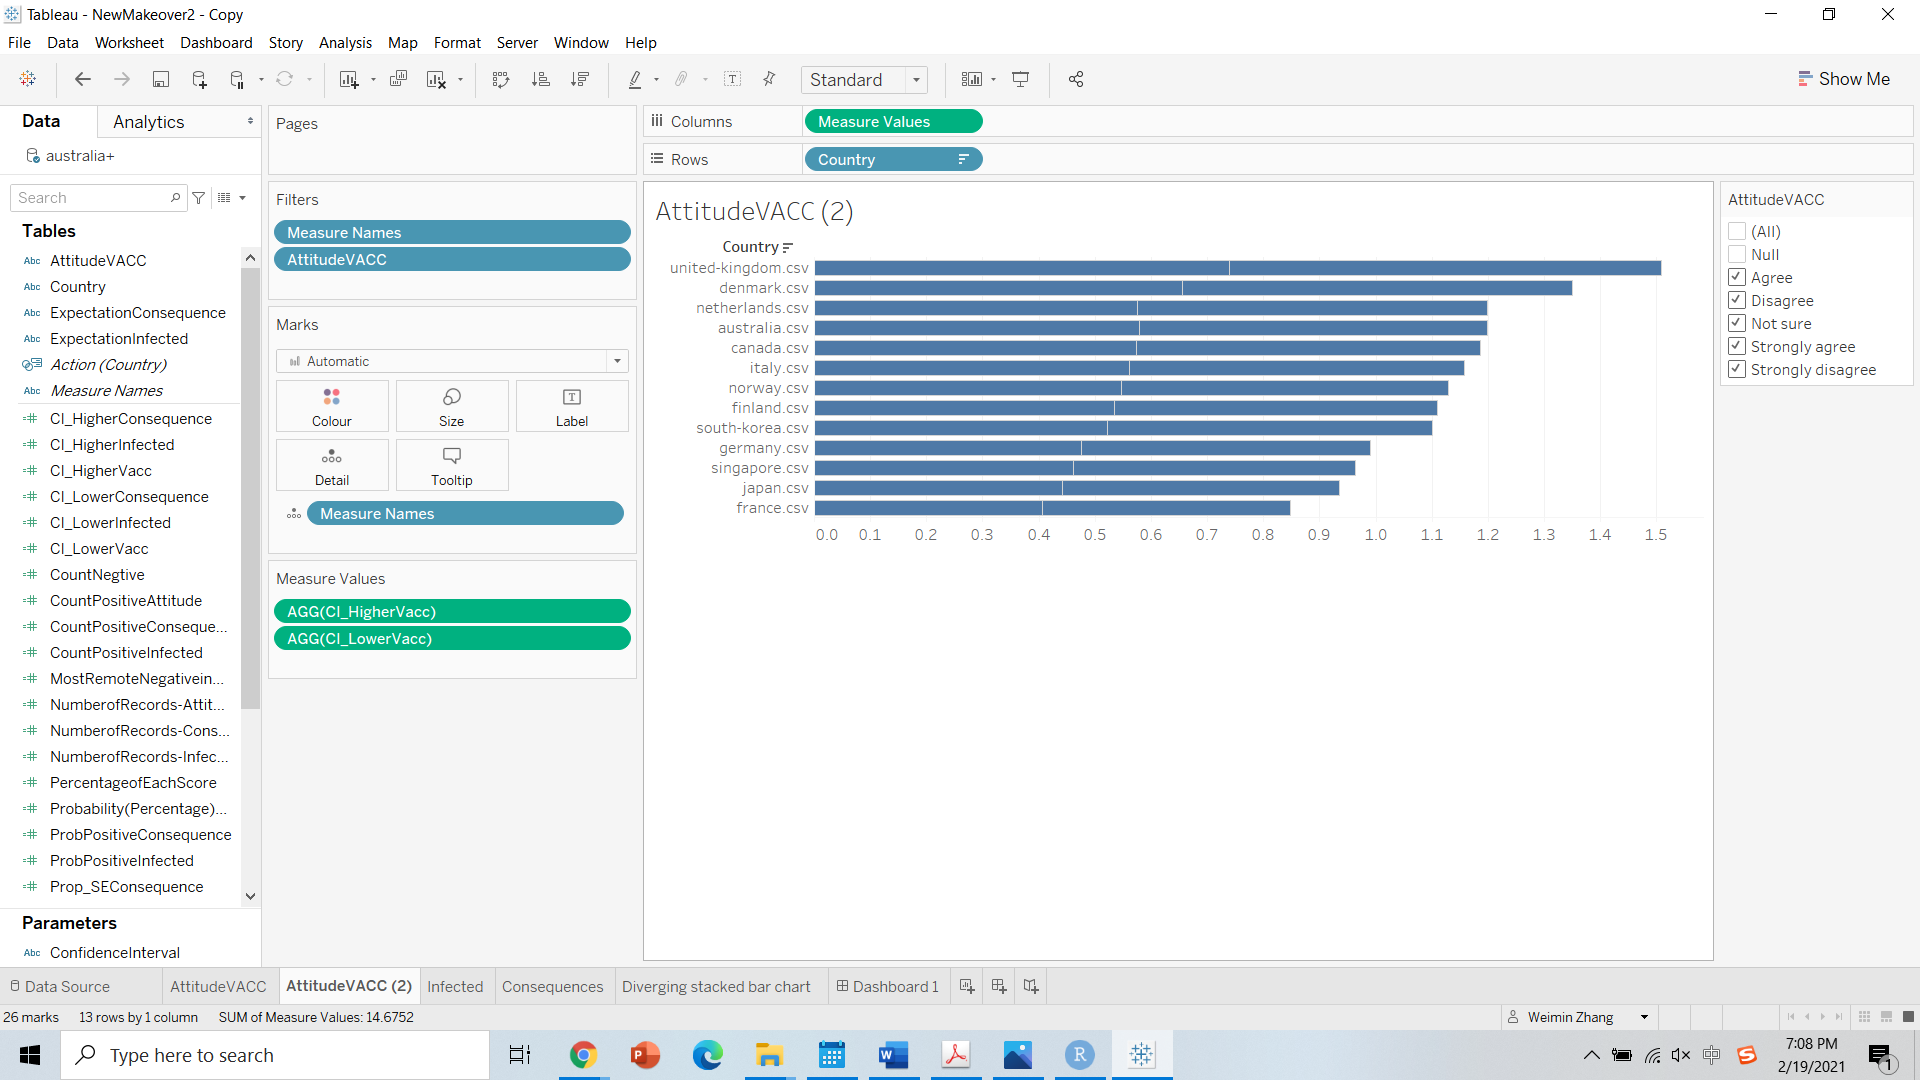 Tableau - NewMakeover2 - Copy
File Data Worksheet Dashboard Story Analysis Map Format Server Window Help
Standard
Show Me
Data Analytics
australia+
Search
Tables
Abc AttitudeVACC
Abc Country
Abc ExpectationConsequence
Abc ExpectationInfected
Action (Country)
Abc Measure Names
CI_HigherConsequence
CI_HigherInfected
CI_HigherVacc
CI_LowerConsequence
CI_LowerInfected
CI_LowerVacc
CountNegtive
CountPositiveAttitude
CountPositiveConseque...
CountPositiveInfected
MostRemoteNegativein...
NumberofRecords-Attit...
NumberofRecords-Cons...
NumberofRecords-Infec...
PercentageofEachScore
Probability(Percentage)...
ProbPositiveConsequence
ProbPositiveInfected
Prop_SEConsequence
Parameters
Abc ConfidenceInterval
Pages
Filters
Measure Names
AttitudeVACC
Marks
Automatic
Colour Size Label
Detail Tooltip
Measure Names
Measure Values
AGG(CI_HigherVacc)
AGG(CI_LowerVacc)
Columns Measure Values
Rows Country
AttitudeVACC (2)
Country
united-kingdom.csv
denmark.csv
netherlands.csv
australia.csv
canada.csv
italy.csv
norway.csv
finland.csv
south-korea.csv
germany.csv
singapore.csv
japan.csv
france.csv
0.0 0.1 0.2 0.3 0.4 0.5 0.6 0.7 0.8 0.9 1.0 1.1 1.2 1.3 1.4 1.5
AttitudeVACC
(All)
Null
Agree
Disagree
Not sure
Strongly agree
Strongly disagree
Data Source AttitudeVACC AttitudeVACC (2) Infected Consequences Diverging stacked bar chart Dashboard 1
26 marks 13 rows by 1 column SUM of Measure Values: 14.6752
Weimin Zhang
Type here to search
中
7:08 PM
2/19/2021
1